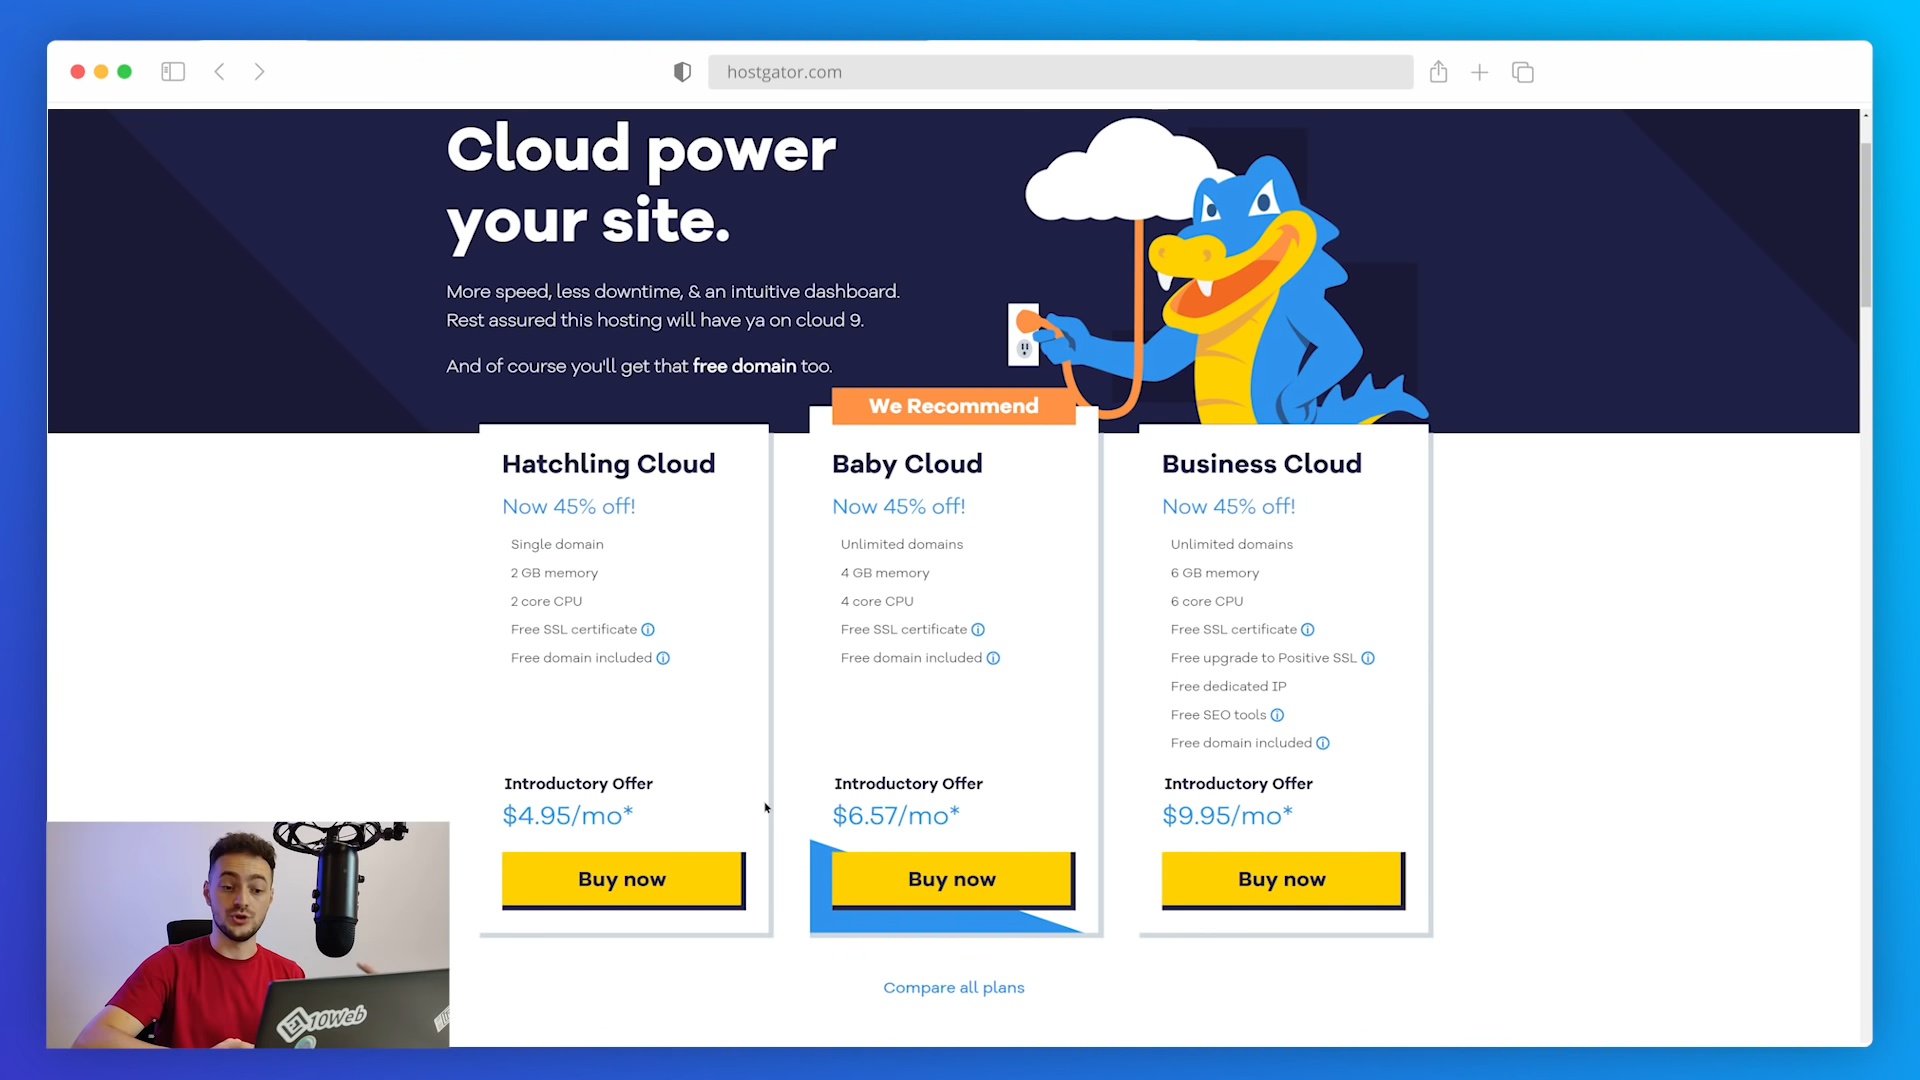 hostgator.com
Cloud power
your site.
More speed, less downtime, & an intuitive dashboard.
Rest assured this hosting will have ya on cloud 9.
And of course you'll get that free domain too.
We Recommend
Hatchling Cloud
Now 45% off!
Single domain
2 GB memory
2 core CPU
Free SSL certificate
Free domain included
Introductory Offer
$4.95/mo*
Buy now
Baby Cloud
Now 45% off!
Unlimited domains
4 GB memory
4 core CPU
Free SSL certificate
Free domain included
Introductory Offer
$6.57/mo*
Buy now
Business Cloud
Now 45% off!
Unlimited domains
6 GB memory
6 core CPU
Free SSL certificate
Free upgrade to Positive SSL
Free dedicated IP
Free SEO tools
Free domain included
Introductory Offer
$9.95/mo*
Buy now
Compare all plans
10Web